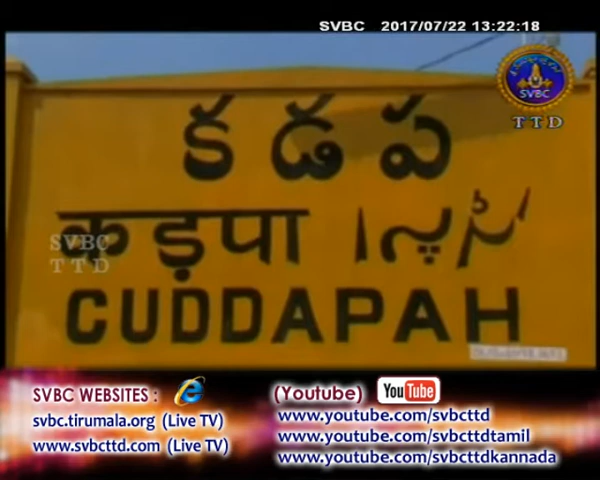 SVBC 2017/07/22 13:22:18
SVBC
TTD
కడప
कड़पा
کڑپا
SVBC
TTD
CUDDAPAH
SVBC WEBSITES :
svbc.tirumala.org (Live TV)
www.svbcttd.com (Live TV)
(Youtube) YouTube
www.youtube.com/svbcttd
www.youtube.com/svbcttdtamil
www.youtube.com/svbcttdkannada